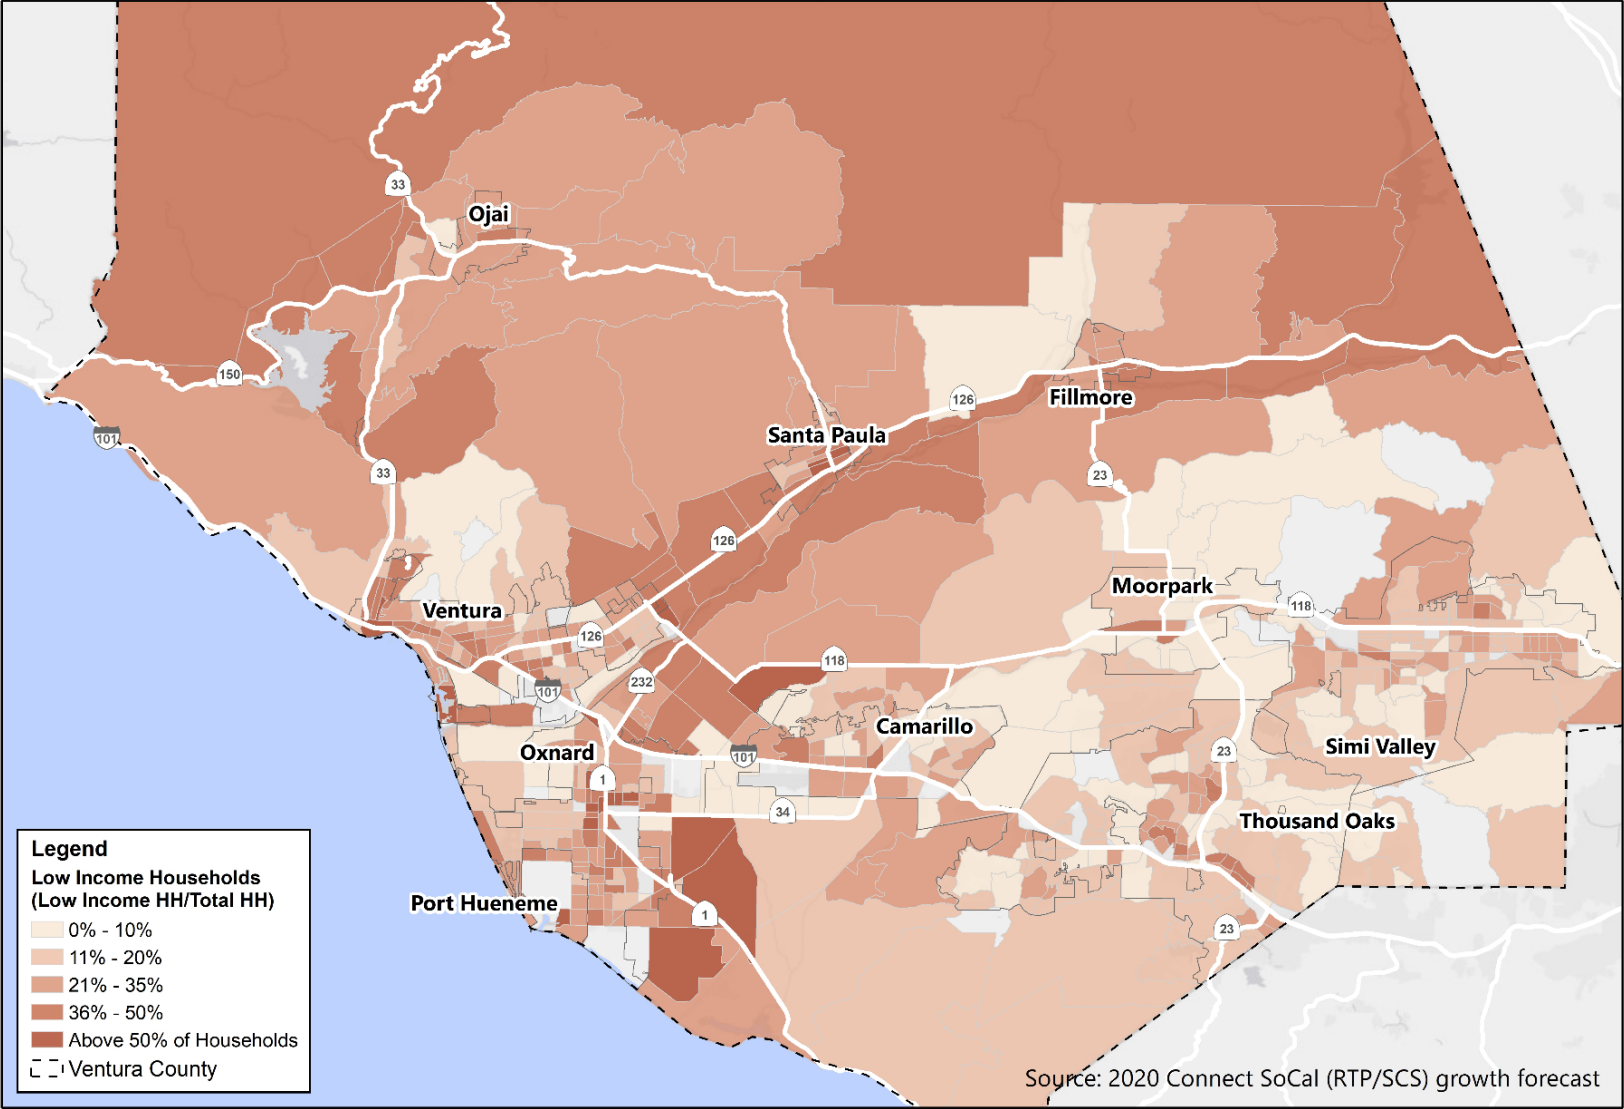 33
Ojai
150
126
Fillmore
Santa Paula
101
33
23
126
Moorpark
118
Ventura
126
118
232
101
Camarillo
Simi Valley
Oxnard
101
23
1
34
Thousand Oaks
Port Hueneme
1
23
Legend
Low Income Households
(Low Income HH/Total HH)
0% - 10%
11% - 20%
21% - 35%
36% - 50%
Above 50% of Households
Ventura County
Source: 2020 Connect SoCal (RTP/SCS) growth forecast